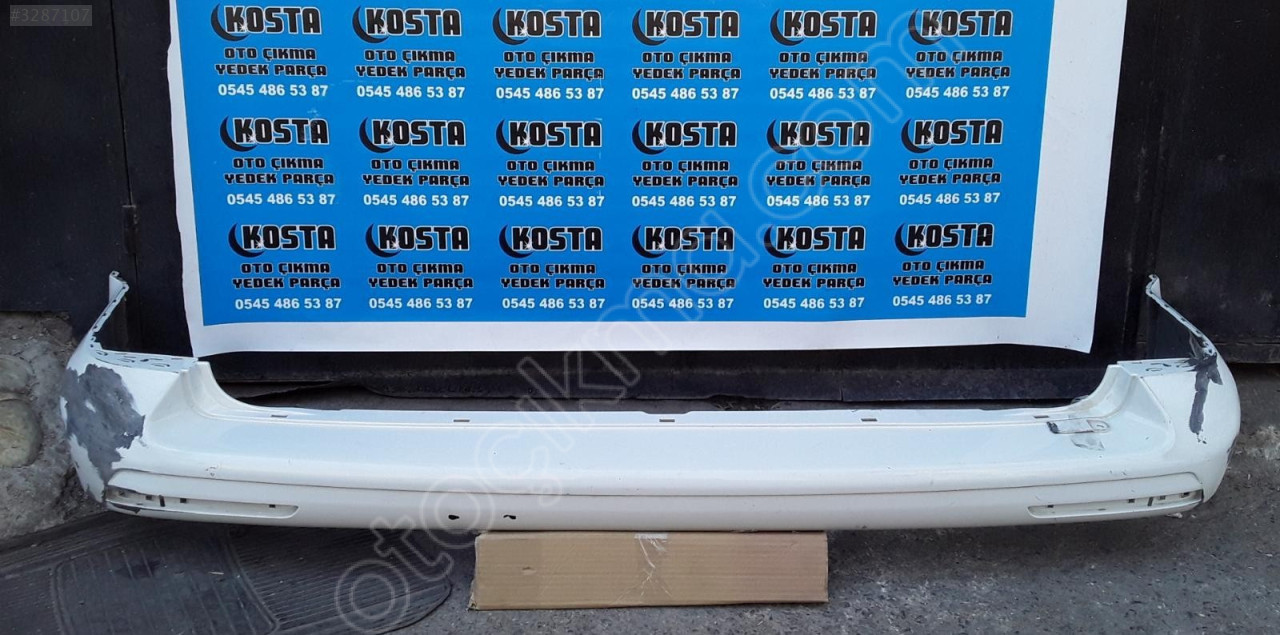 #3287107
KOSTA KOSTA KOSTA KOSTA KOSTA KOSTA
OTO ÇIKMA OTO ÇIKMA OTO ÇIKMA OTO ÇIKMA OTO ÇIKMA OTO ÇIKMA
YEDEK PARÇA YEDEK PARÇA YEDEK PARÇA YEDEK PARÇA YEDEK PARÇA YEDEK PARÇA
0545 486 53 87 0545 486 53 87 0545 486 53 87 0545 486 53 87 0545 486 53 87 0545 486 53 87
KOSTA KOSTA KOSTA KOSTA KOSTA KOSTA
OTO ÇIKMA OTO ÇIKMA OTO ÇIKMA OTO ÇIKMA OTO ÇIKMA OTO ÇIKMA
YEDEK PARÇA YEDEK PARÇA YEDEK PARÇA YEDEK PARÇA YEDEK PARÇA YEDEK PARÇA
0545 486 53 87 0545 486 53 87 0545 486 53 87 0545 486 53 87 0545 486 53 87 0545 486 53 87
KOSTA KOSTA KOSTA KOSTA KOSTA KOSTA
OTO ÇIKMA OTO ÇIKMA OTO ÇIKMA OTO ÇIKMA OTO ÇIKMA OTO ÇIKMA
YEDEK PARÇA YEDEK PARÇA YEDEK PARÇA YEDEK PARÇA YEDEK PARÇA YEDEK PARÇA
0545 486 53 87 0545 486 53 87 0545 486 53 87 0545 486 53 87 0545 486 53 87 0545 486 53 87
otoçıkma.com